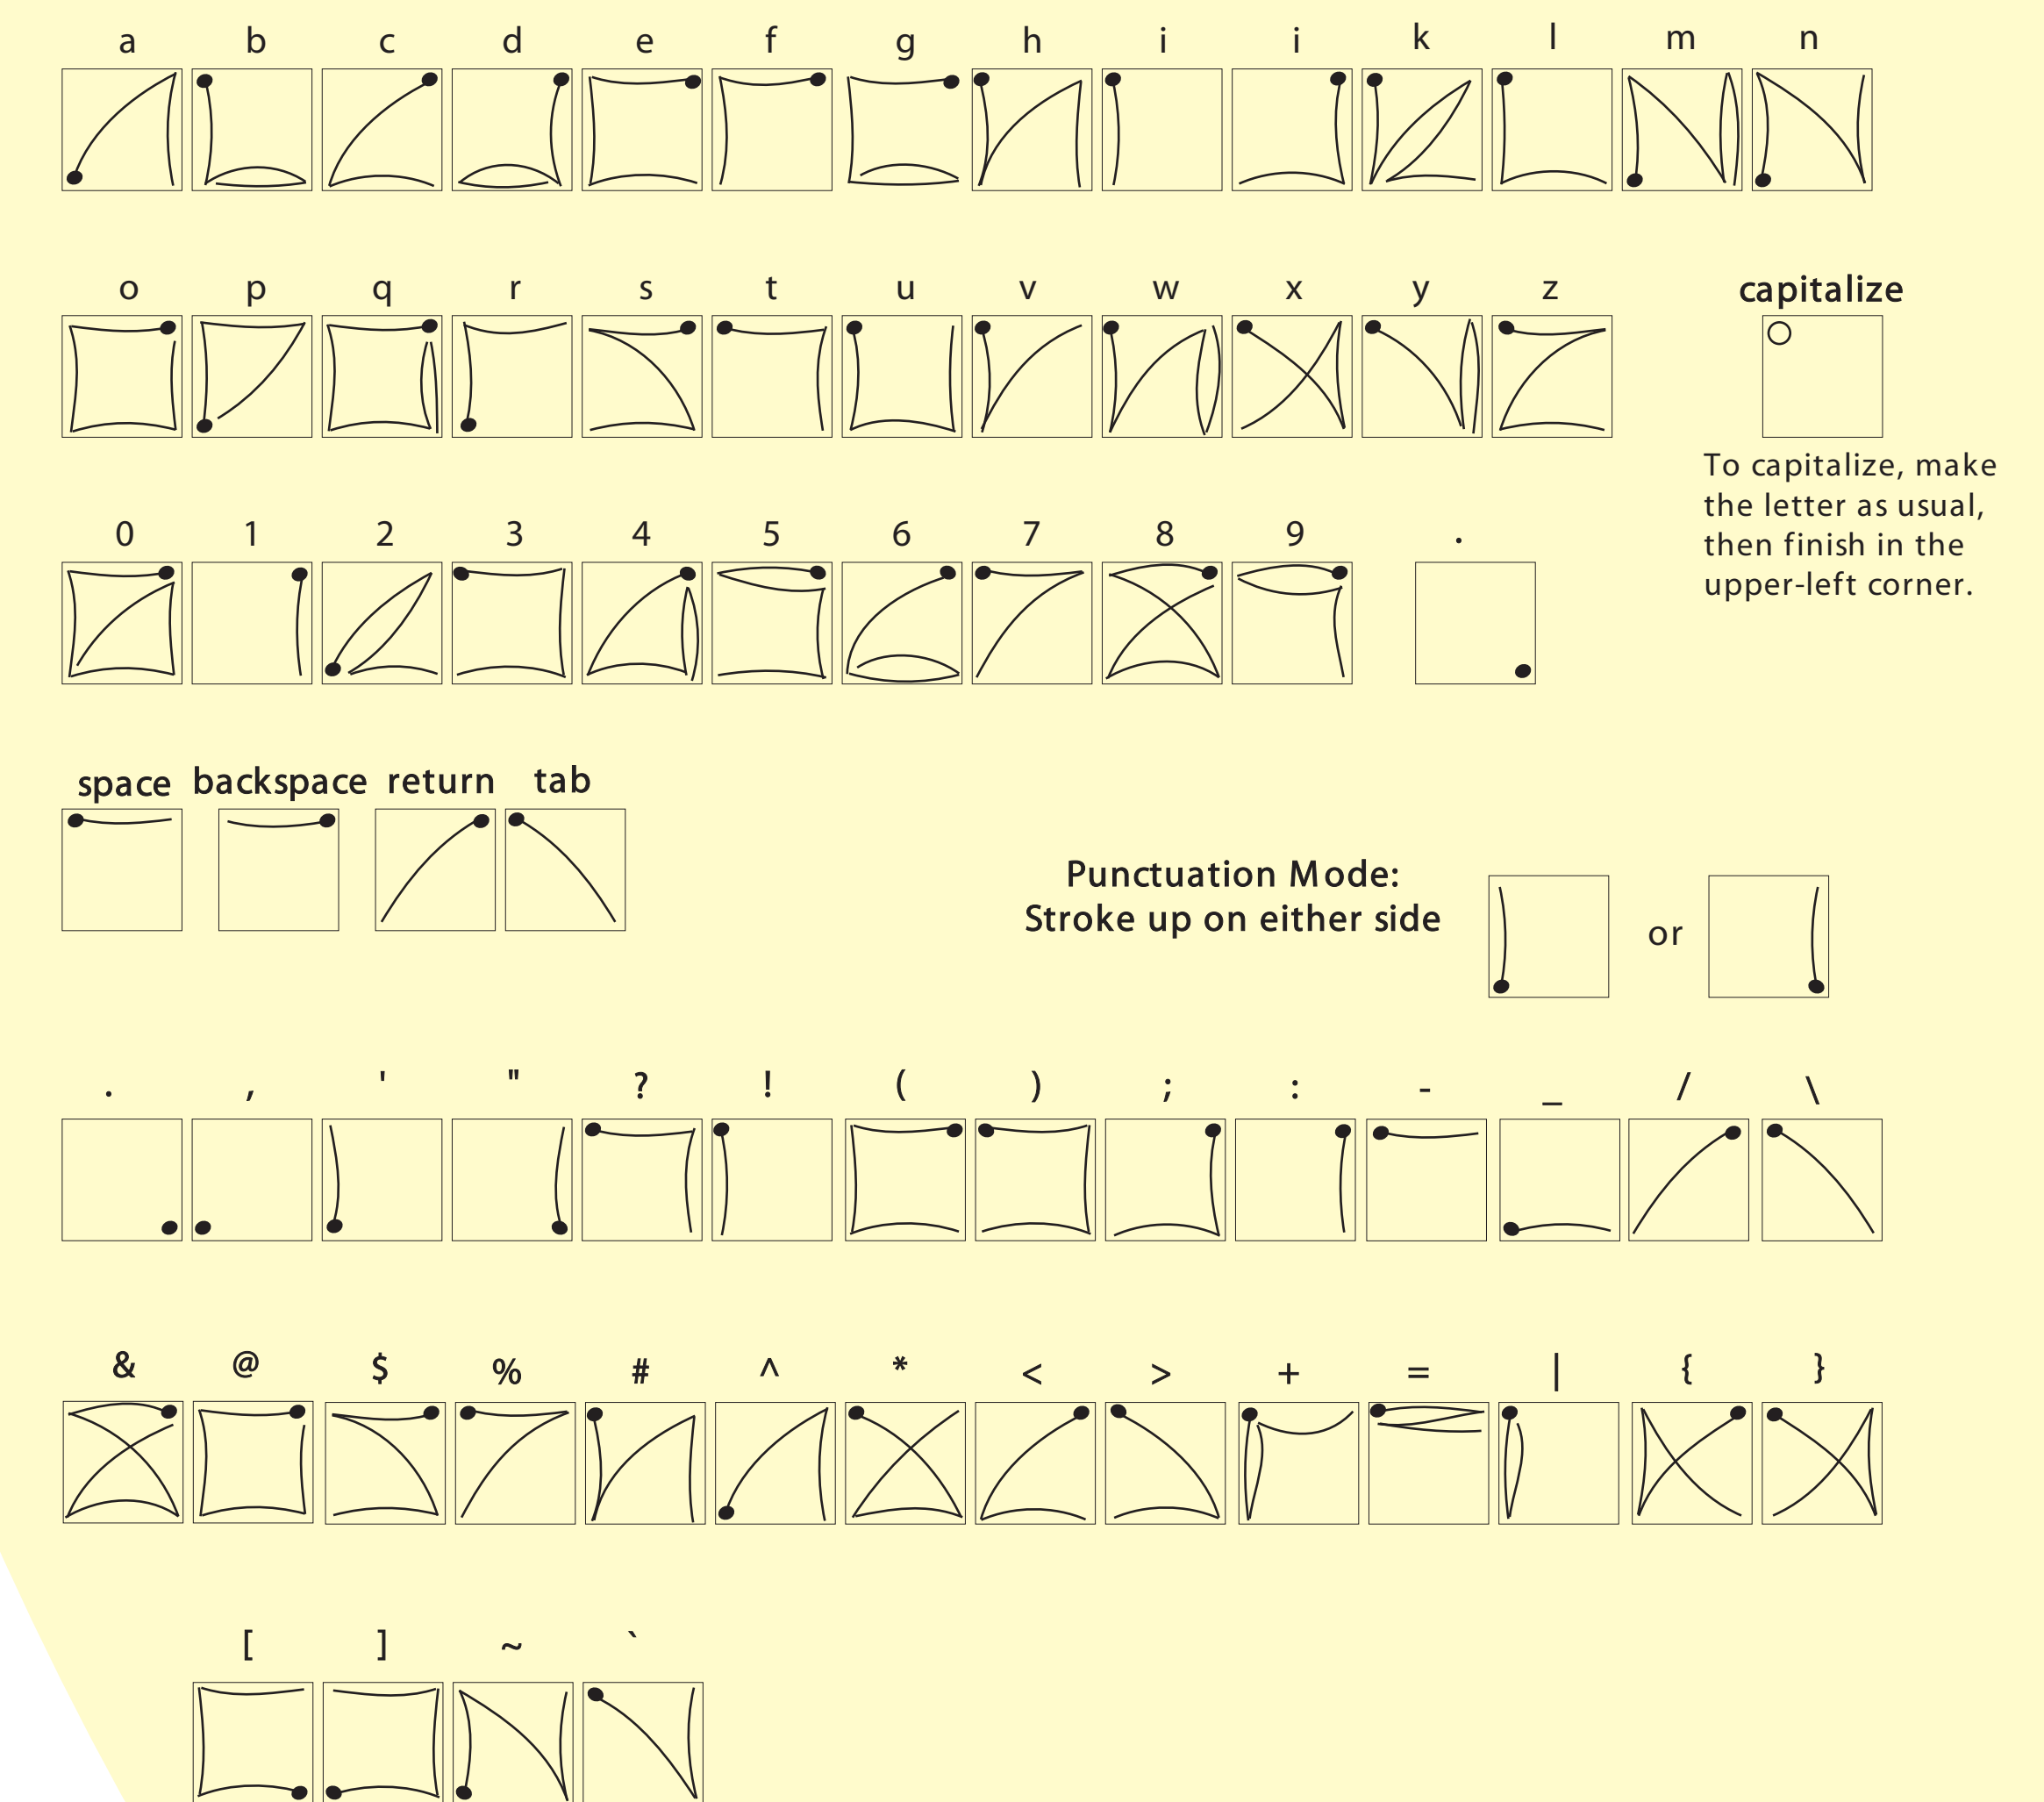 a b c d e f g h i i k l m n
o p q r s t u v w x y z capitalize
To capitalize, make
the letter as usual,
then finish in the
upper-left corner.
0 1 2 3 4 5 6 7 8 9 .
space backspace return tab
Punctuation Mode:
Stroke up on either side
or
. , ' " ? ! ( ) ; : - _ / \
& @ $ % # ^ * < > + = | { }
[ ] ~ `